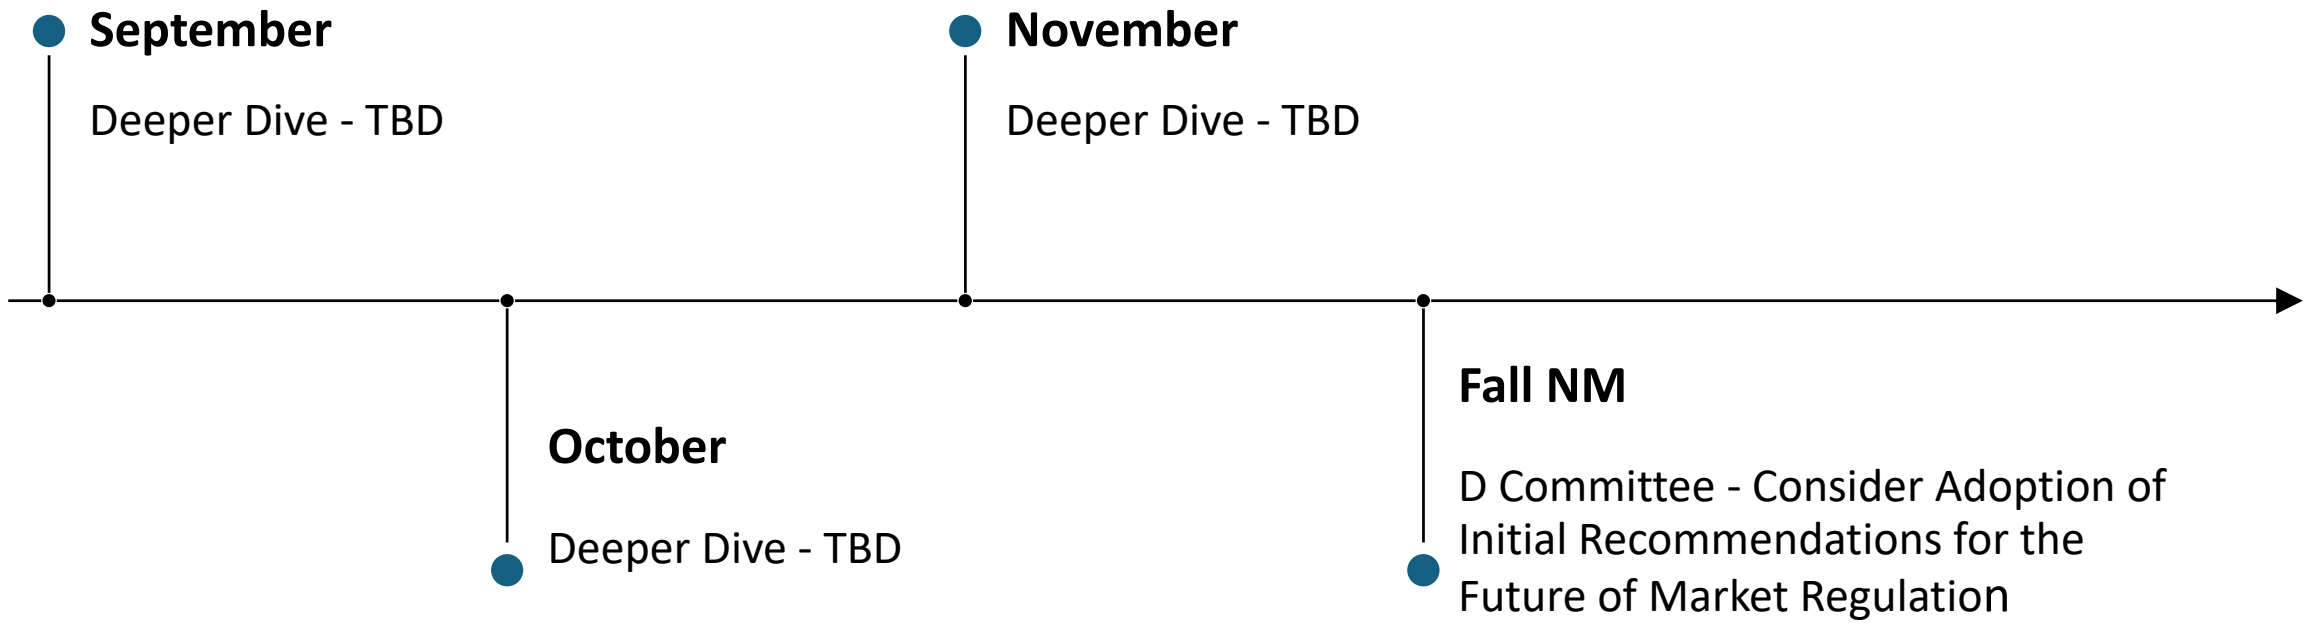 September
Deeper Dive - TBD
October
Deeper Dive - TBD
November
Deeper Dive - TBD
Fall NM
D Committee - Consider Adoption of
Initial Recommendations for the
Future of Market Regulation